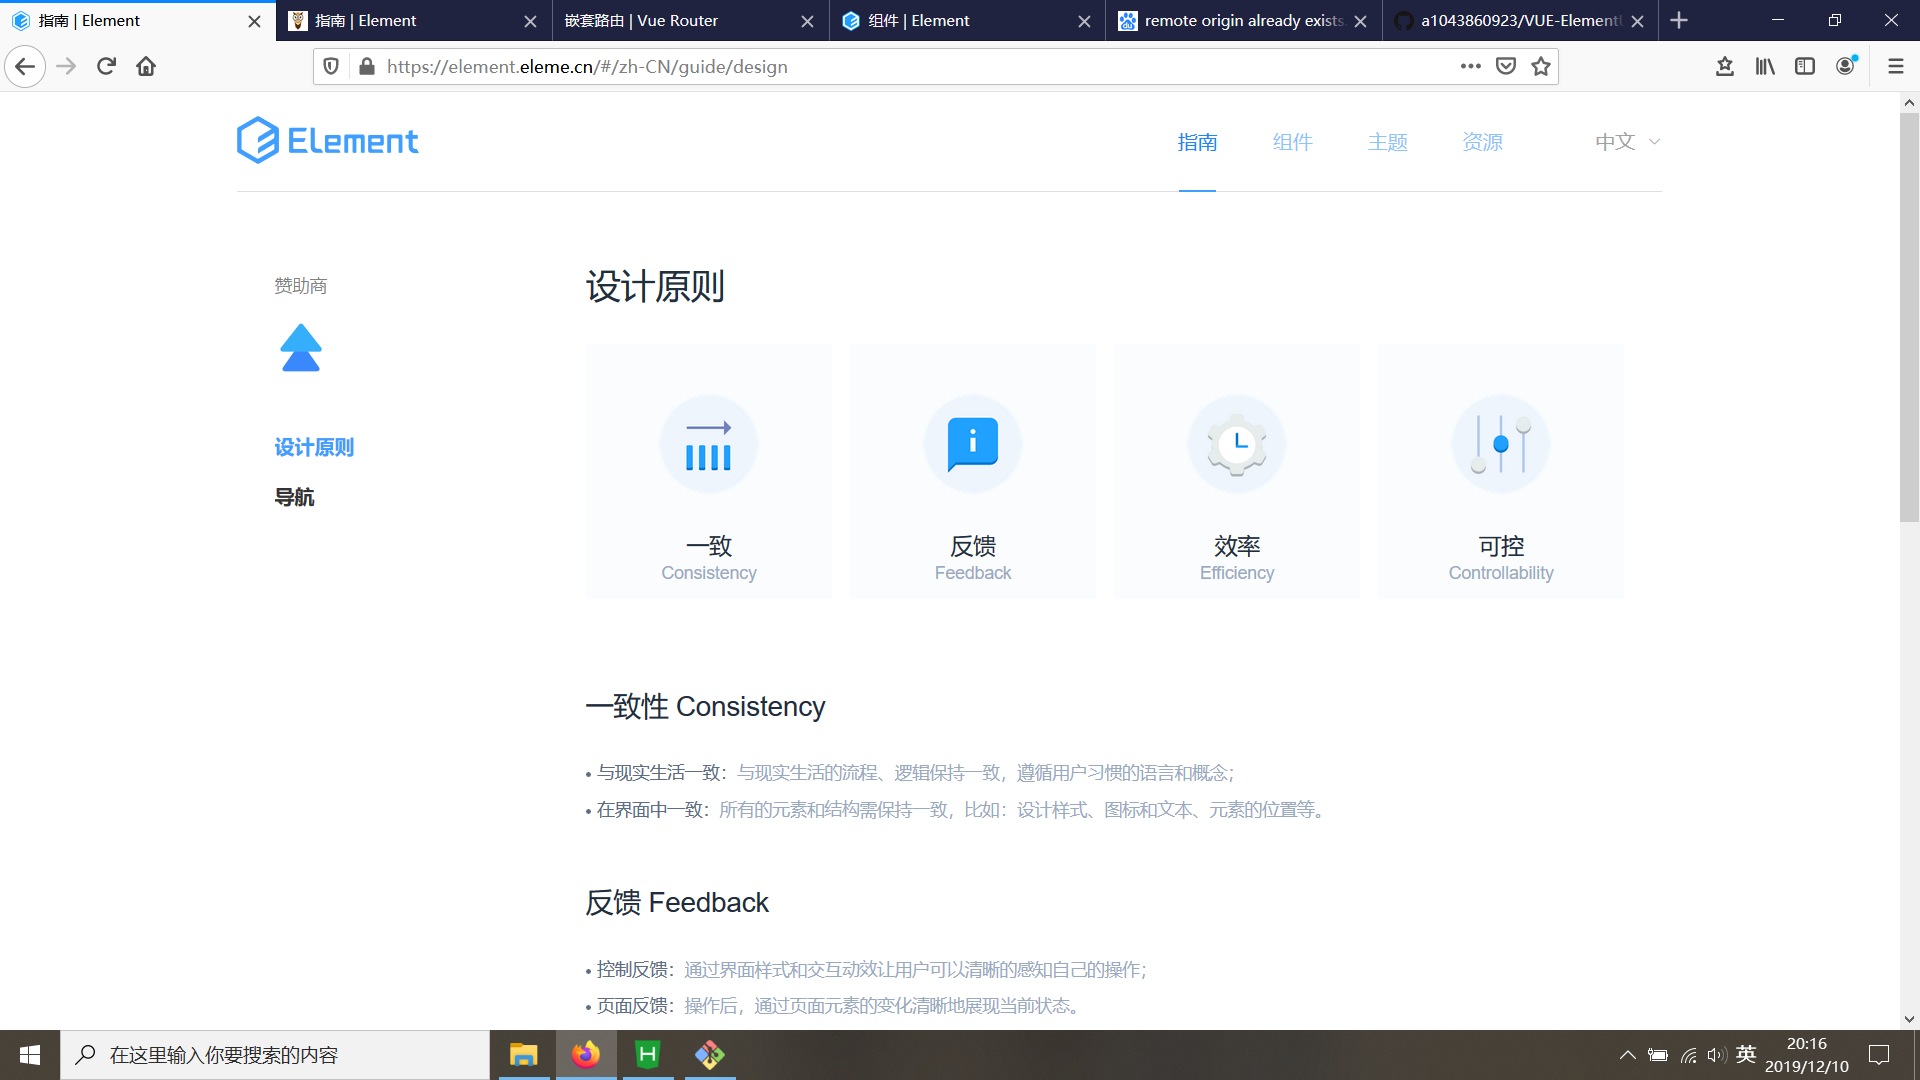 指南 | Element
指南 | Element
嵌套路由 | Vue Router
组件 | Element
remote origin already exists.
a1043860923/VUE-Element
https://element.eleme.cn/#/zh-CN/guide/design
Element
指南
组件
主题
资源
中文
赞助商
设计原则
导航
设计原则
一致
Consistency
反馈
Feedback
效率
Efficiency
可控
Controllability
一致性 Consistency
• 与现实生活一致：与现实生活的流程、逻辑保持一致，遵循用户习惯的语言和概念；
• 在界面中一致：所有的元素和结构需保持一致，比如：设计样式、图标和文本、元素的位置等。
反馈 Feedback
• 控制反馈：通过界面样式和交互动效让用户可以清晰的感知自己的操作；
• 页面反馈：操作后，通过页面元素的变化清晰地展现当前状态。
在这里输入你要搜索的内容
英
20:16
2019/12/10